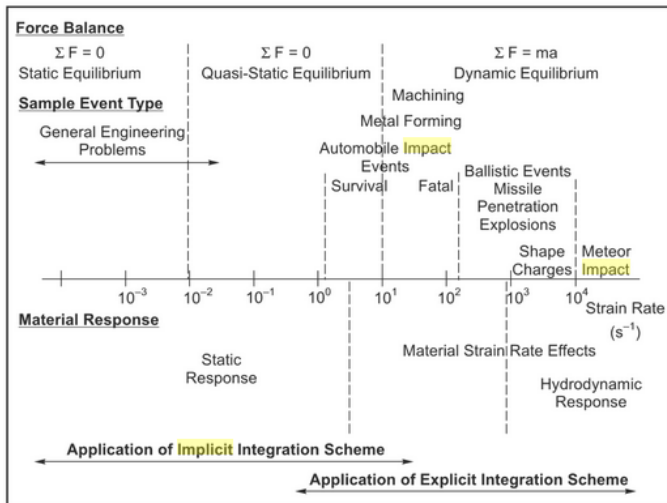 Force Balance
Σ F = 0 Σ F = 0 Σ F = ma
Static Equilibrium Quasi-Static Equilibrium Dynamic Equilibrium
Sample Event Type
Machining
General Engineering
Problems
Metal Forming
Automobile Impact
Events
Survival Fatal
Ballistic Events
Missile
Penetration
Explosions
Shape
Charges
Meteor
Impact
10⁻³ 10⁻² 10⁻¹ 10⁰ 10¹ 10² 10³ 10⁴
Strain Rate
(s⁻¹)
Material Response
Static
Response
Material Strain Rate Effects
Hydrodynamic
Response
Application of Implicit Integration Scheme
Application of Explicit Integration Scheme